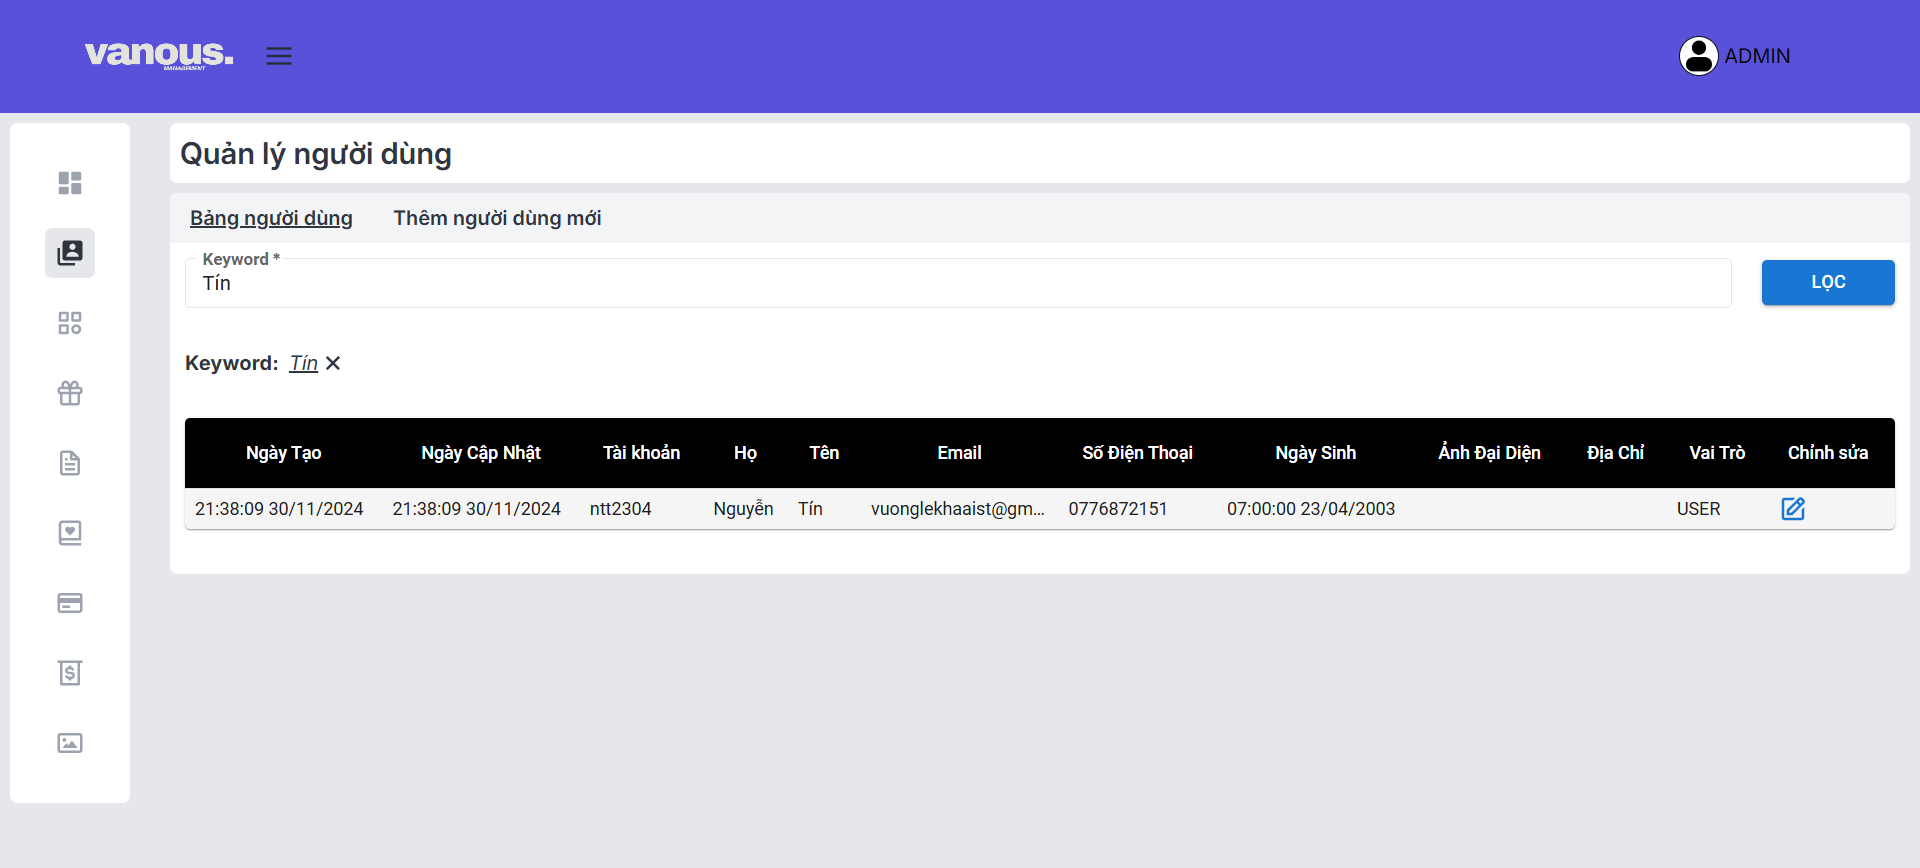 vanous.
MANAGEMENT
ADMIN
Quản lý người dùng
Bảng người dùng Thêm người dùng mới
Keyword *
Tín
LỌC
Keyword: Tín
Ngày Tạo Ngày Cập Nhật Tài khoản Họ Tên Email Số Điện Thoại Ngày Sinh Ảnh Đại Diện Địa Chỉ Vai Trò Chỉnh sửa
21:38:09 30/11/2024 21:38:09 30/11/2024 ntt2304 Nguyễn Tín vuonglekhaaist@gm... 0776872151 07:00:00 23/04/2003 USER